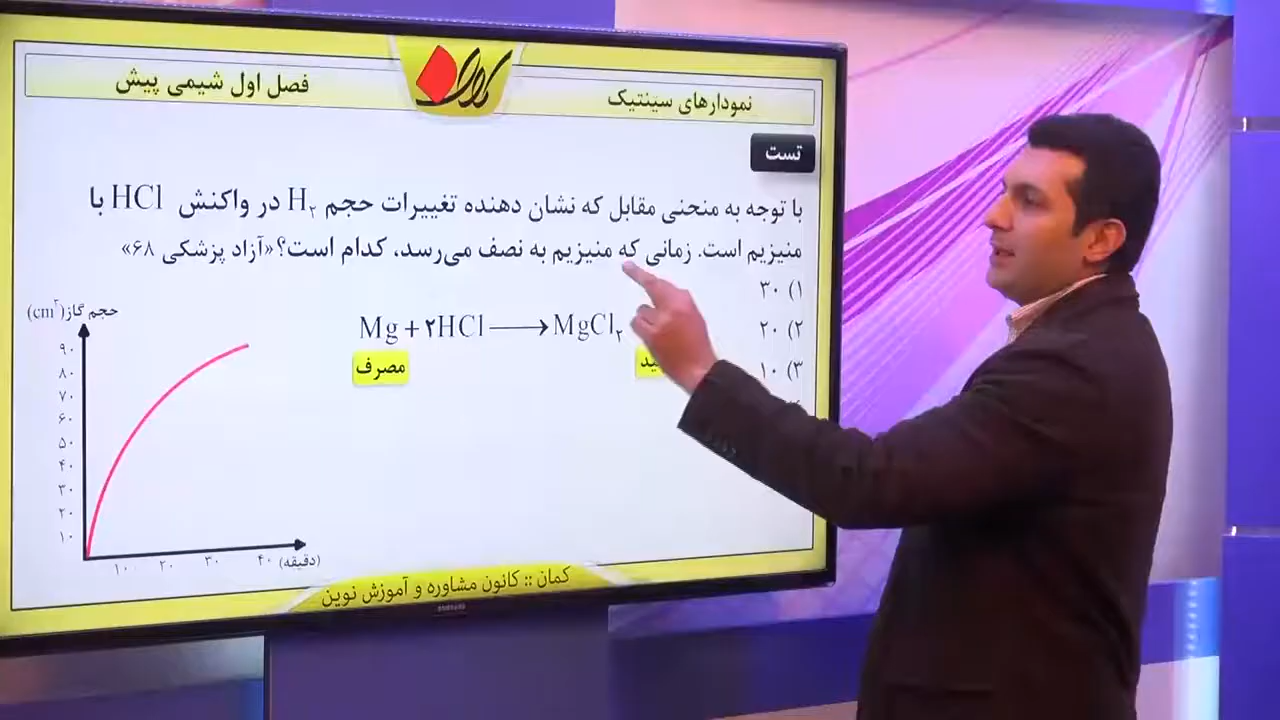 نمودارهای سینتیک
فصل اول شیمی پیش
تست
با توجه به منحنی مقابل که نشان دهنده تغییرات حجم H۲ در واکنش HCl با
منیزیم است. زمانی که منیزیم به نصف می‌رسد، کدام است؟ «آزاد پزشکی ۶۸»
۱) ۳۰
۲) ۲۰
۳) ۱۰
Mg + ۲HCl ⟶ MgCl۲
مصرف
حجم گاز (cm۳)
۹۰
۸۰
۷۰
۶۰
۵۰
۴۰
۳۰
۲۰
۱۰
۱۰ ۲۰ ۳۰ ۴۰ (دقیقه)
کمان :: کانون مشاوره و آموزش نوین
SAMSUNG